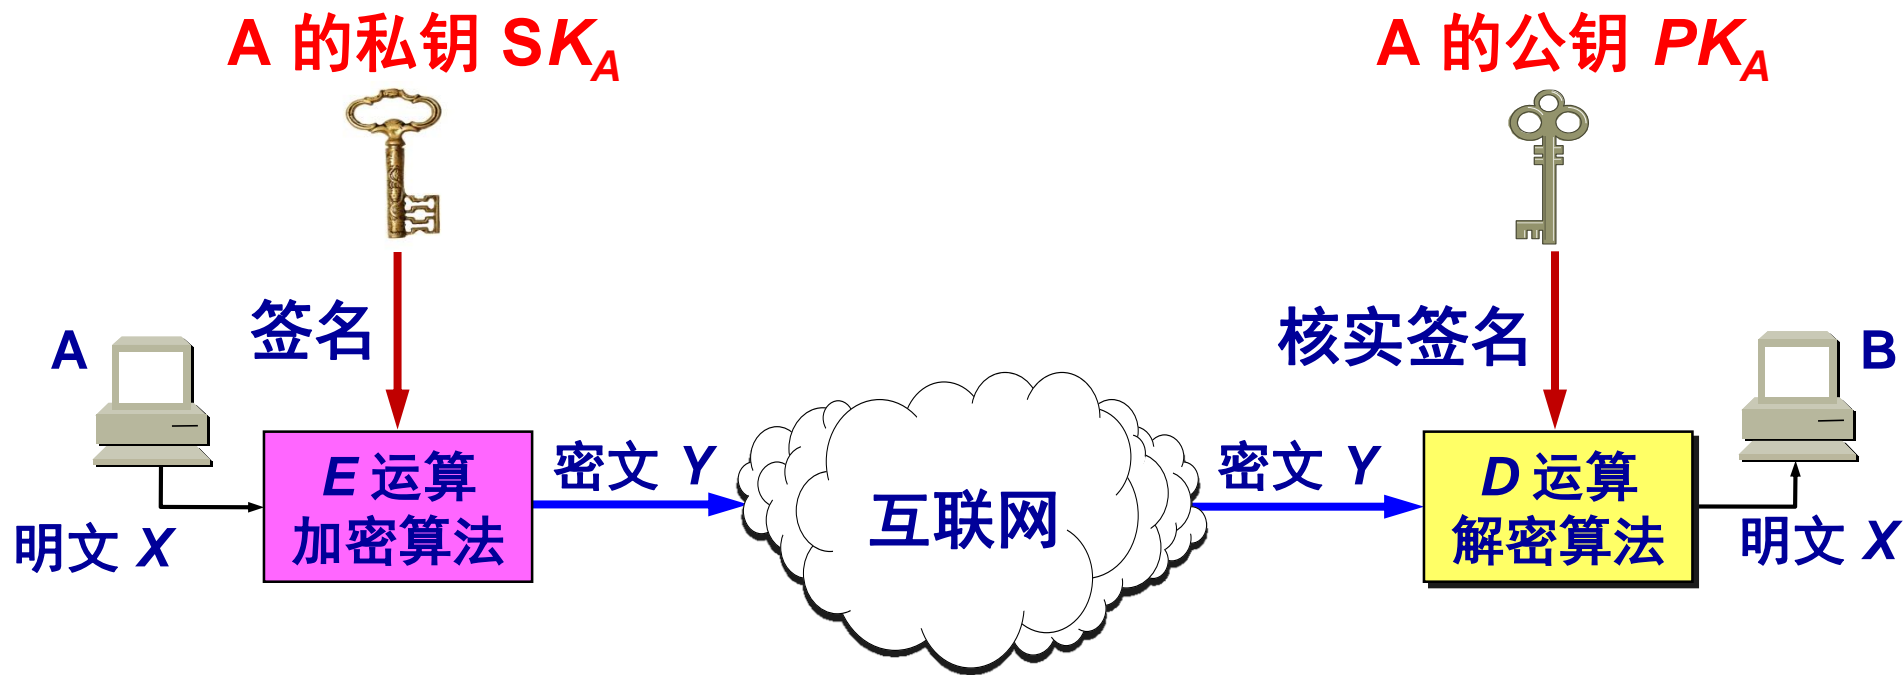 A 的私钥 SKA
A 的公钥 PKA
签名
核实签名
A
B
E 运算
加密算法
密文 Y
互联网
密文 Y
D 运算
解密算法
明文 X
明文 X